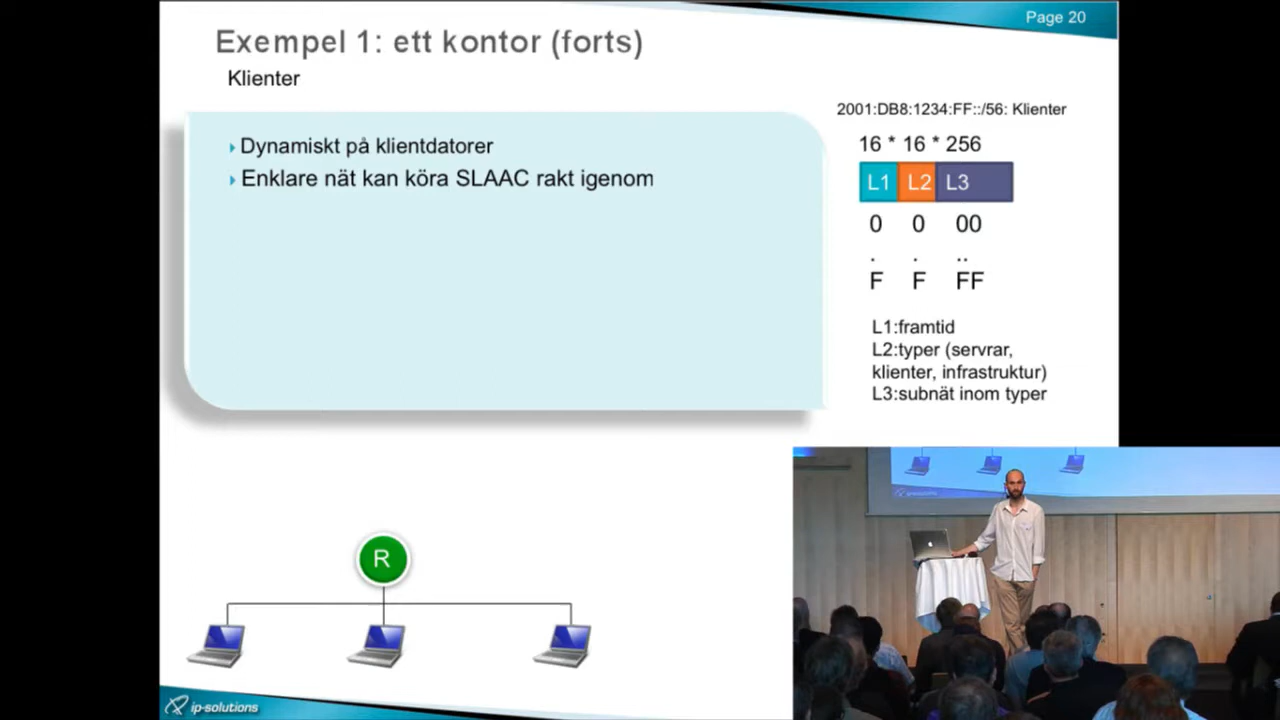 Page 20
Exempel 1: ett kontor (forts)
Klienter
Dynamiskt på klientdatorer
Enklare nät kan köra SLAAC rakt igenom
2001:DB8:1234:FF::/56: Klienter
16 * 16 * 256
L1 L2 L3
0 0 00
. . ..
F F FF
L1:framtid
L2:typer (servrar,
klienter, infrastruktur)
L3:subnät inom typer
R
ip-solutions